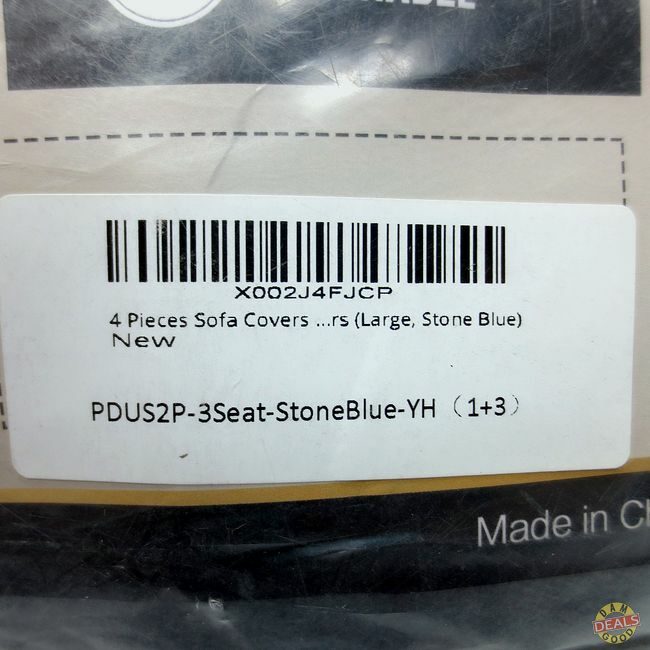 X002J4FJCP
4 Pieces Sofa Covers ...rs (Large, Stone Blue)
New
PDUS2P-3Seat-StoneBlue-YH（1+3）
Made in
DAM
DEALS
GOOD